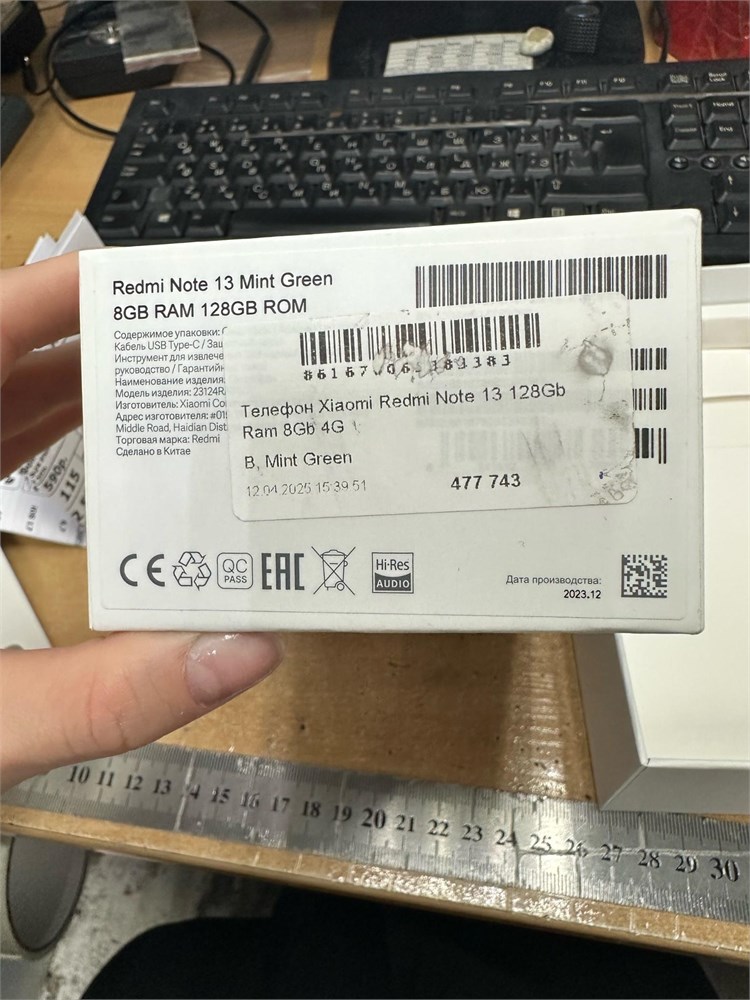 Redmi Note 13 Mint Green
8GB RAM 128GB ROM
Содержимое упаковки:
Кабель USB Type-C / Защ
Инструмент для извлече
руководство / Гарантийн
Наименование изделия
Модель изделия: 23124R
Изготовитель: Xiaomi Co
Адрес изготовителя: #01
Middle Road, Haidian Dist
Торговая марка: Redmi
Сделано в Китае
Телефон Xiaomi Redmi Note 13 128Gb
Ram 8Gb 4G
B, Mint Green
12.04.2025 15:39:51 477 743
CE QC PASS EAC Hi-Res AUDIO
Дата производства:
2023.12
590р.
115
10 11 12 13 14 15 16 17 18 19 20 21 22 23 24 25 26 27 28 29 30